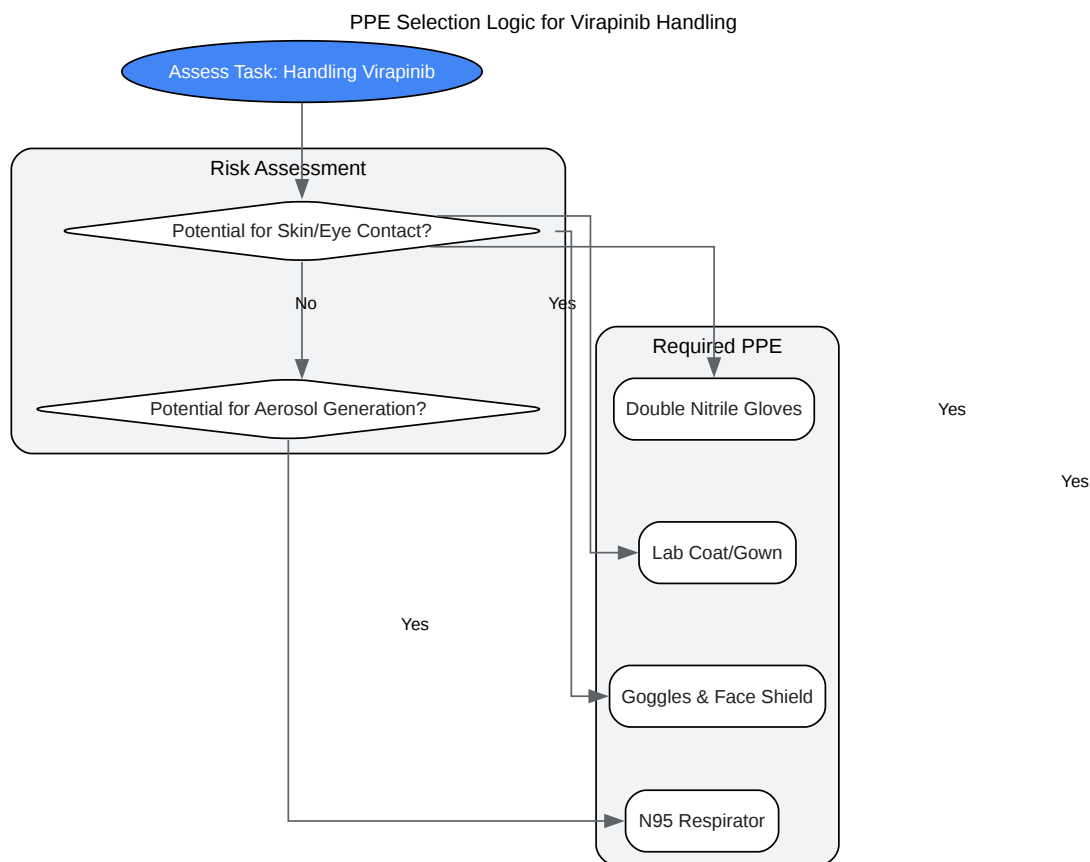 PPE Selection Logic for Virapinib Handling
Assess Task: Handling Virapinib
Risk Assessment
Potential for Skin/Eye Contact?
No
Yes
Required PPE
Potential for Aerosol Generation?
Double Nitrile Gloves
Yes
Yes
Lab Coat/Gown
Yes
Goggles & Face Shield
N95 Respirator